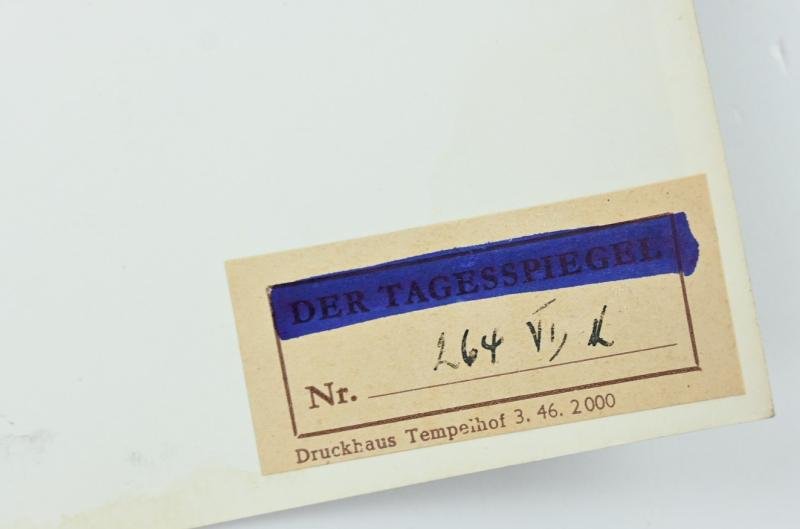 DER TAGESSPIEGEL
Nr. 264 VI,
Druckhaus Tempelhof 3. 46. 2000